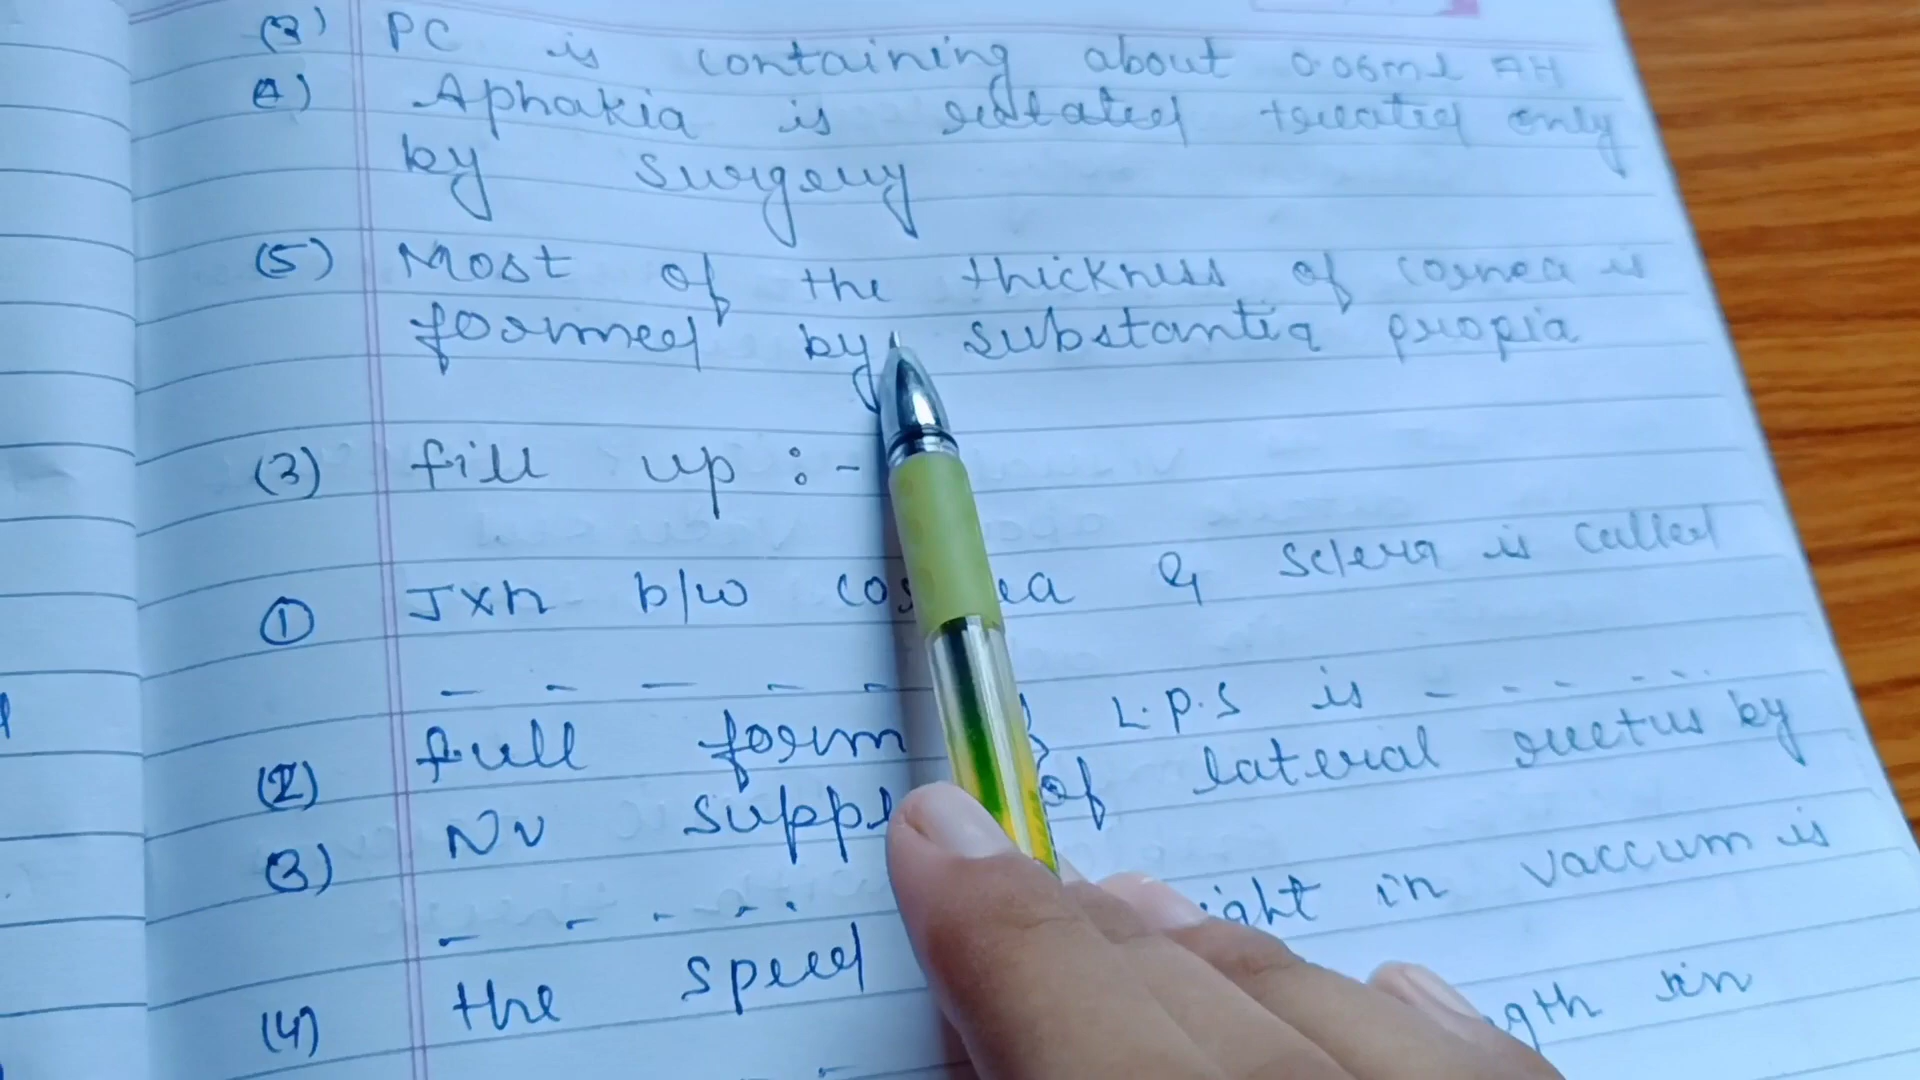 (3) PC is containing about 0.06ml AH
(4) Aphakia is treated only
by surgery
(5) Most of the thickness of cornea is
formed by substantia propia
(3) fill up :-
① Jxn b/w co ea & sclera is called
- - - - -
(2) full form L.P.S is - - - - -
(3) Nv suppl of lateral rectus by
- - - -
(4) the speed ight in vaccum is